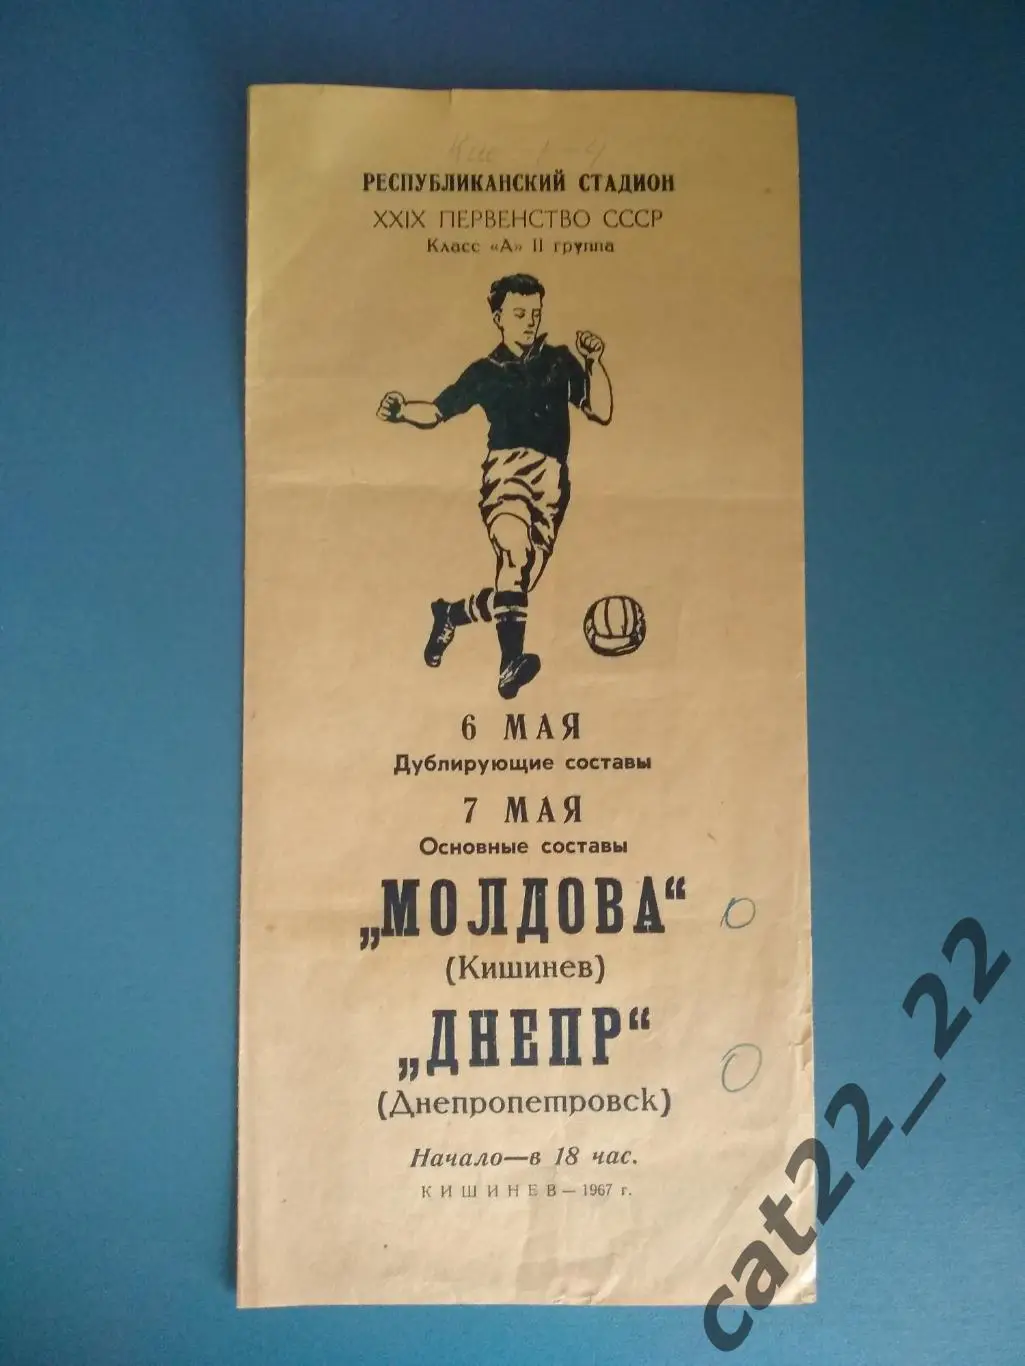 РЕСПУБЛИКАНСКИЙ СТАДИОН
XXIX ПЕРВЕНСТВО СССР
Класс «А» II группа
6 МАЯ
Дублирующие составы
7 МАЯ
Основные составы
„МОЛДОВА“ 0
(Кишинев)
„ДНЕПР“ 0
(Днепропетровск)
Начало—в 18 час.
КИШИНЕВ — 1967 г.
cat22_22